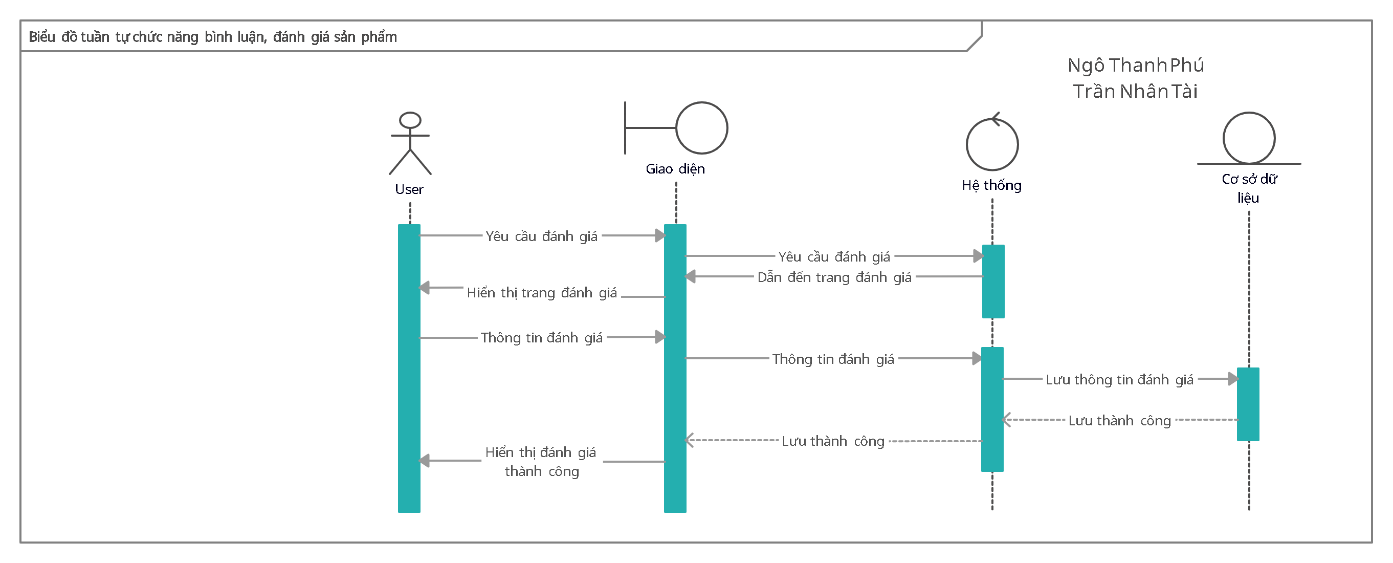 Biểu đồ tuần tự chức năng bình luận, đánh giá sản phẩm
Ngô Thanh Phú
Trần Nhân Tài
User
Giao diện
Hệ thống
Cơ sở dữ
liệu
Yêu cầu đánh giá
Yêu cầu đánh giá
Dẫn đến trang đánh giá
Hiển thị trang đánh giá
Thông tin đánh giá
Thông tin đánh giá
Lưu thông tin đánh giá
Lưu thành công
Lưu thành công
Hiển thị đánh giá
thành công